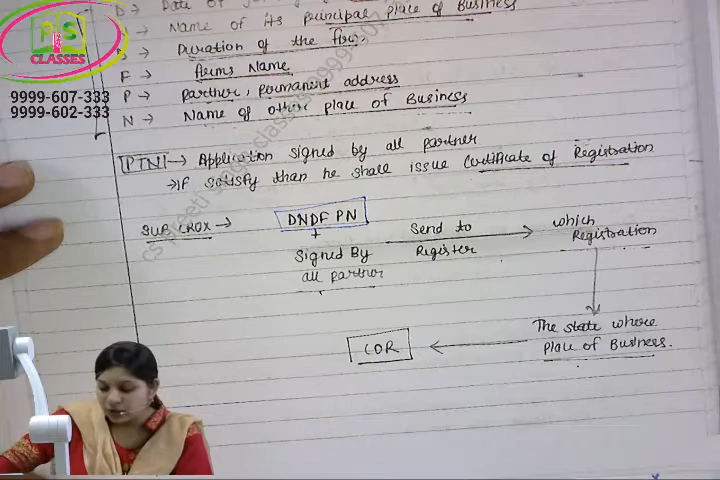 D → Date of
→ Name of its principal place of Business
→ Duration of the firm
F → firms Name
P → partner, permanent address
N → Name of other place of Business
PS
CLASSES
9999-607-333
9999-602-333
[PTN] → Application signed by all partner
→ if satisfy than he shall issue Certificate of Registration
→ DNDF PN
+
Signed By
all partner
Send to
Register
which
Registration
The state where
Place of Business.
COR